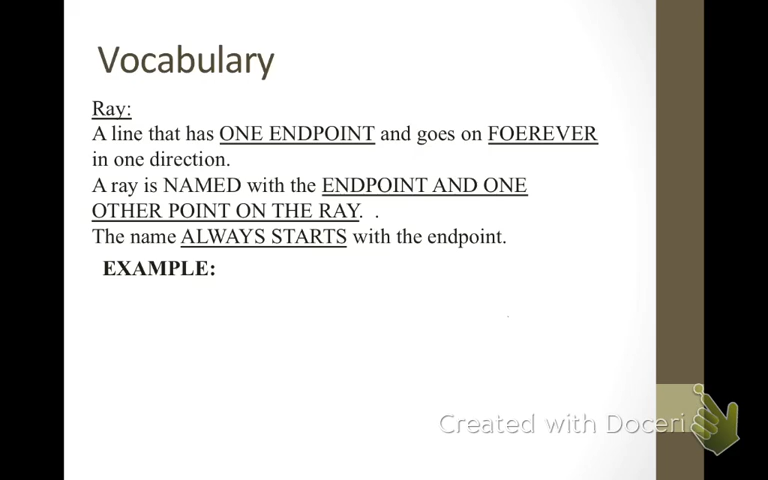 Vocabulary
Ray:
A line that has ONE ENDPOINT and goes on FOEREVER
in one direction.
A ray is NAMED with the ENDPOINT AND ONE
OTHER POINT ON THE RAY. .
The name ALWAYS STARTS with the endpoint.
EXAMPLE:
Created with Doceri